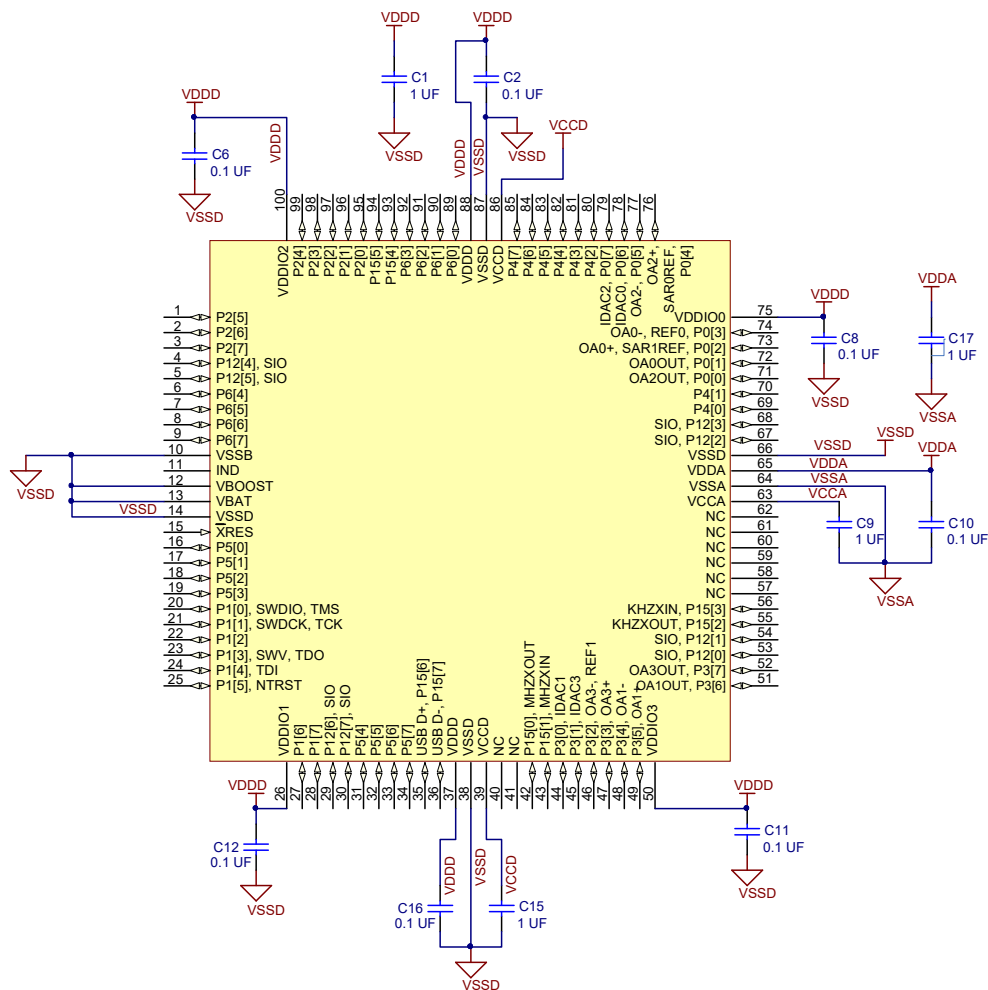 VDDD
C1
1 UF
VSSD
VDDD
C2
0.1 UF
VSSD
VDDD
C6
0.1 UF
VSSD
VDDD
VDDD
VSSD
VCCD
100
99
98
97
96
95
94
93
92
91
90
89
88
87
86
85
84
83
82
81
80
79
78
77
76
VDDIO2
P2[4]
P2[3]
P2[2]
P2[1]
P2[0]
P15[5]
P15[4]
P6[3]
P6[2]
P6[1]
P6[0]
VDDD
VSSD
VCCD
P4[7]
P4[6]
P4[5]
P4[4]
P4[3]
P4[2]
IDAC2, P0[7]
IDAC0, P0[6]
OA2-, P0[5]
OA2+,
SAR0REF,
P0[4]
1 P2[5]
2 P2[6]
3 P2[7]
4 P12[4], SIO
5 P12[5], SIO
6 P6[4]
7 P6[5]
8 P6[6]
9 P6[7]
10 VSSB
11 IND
12 VBOOST
13 VBAT
VSSD 14 VSSD
15 XRES
16 P5[0]
17 P5[1]
18 P5[2]
19 P5[3]
20 P1[0], SWDIO, TMS
21 P1[1], SWDCK, TCK
22 P1[2]
23 P1[3], SWV, TDO
24 P1[4], TDI
25 P1[5], NTRST
VSSD
VDDIO0 75
OA0-, REF0, P0[3] 74
OA0+, SAR1REF, P0[2] 73
OA0OUT, P0[1] 72
OA2OUT, P0[0] 71
P4[1] 70
P4[0] 69
SIO, P12[3] 68
SIO, P12[2] 67
VSSD 66 VSSD
VDDA 65 VDDA
VSSA 64 VSSA
VCCA 63 VCCA
NC 62
NC 61
NC 60
NC 59
NC 58
NC 57
KHZXIN, P15[3] 56
KHZXOUT, P15[2] 55
SIO, P12[1] 54
SIO, P12[0] 53
OA3OUT, P3[7] 52
OA1OUT, P3[6] 51
VDDD
C8
0.1 UF
VSSD
VDDA
C17
1 UF
VSSA
VSSD
VDDA
C9
1 UF
C10
0.1 UF
VSSA
VDDIO1
P1[6]
P1[7]
P12[6], SIO
P12[7], SIO
P5[4]
P5[5]
P5[6]
P5[7]
USB D+, P15[6]
USB D-, P15[7]
VDDD
VSSD
VCCD
NC
NC
P15[0], MHZXOUT
P15[1], MHZXIN
P3[0], IDAC1
P3[1], IDAC3
P3[2], OA3-, REF1
P3[3], OA3+
P3[4], OA1-
P3[5], OA1+
VDDIO3
26
27
28
29
30
31
32
33
34
35
36
37
38
39
40
41
42
43
44
45
46
47
48
49
50
VDDD
C12
0.1 UF
VSSD
VDDD
VSSD
VCCD
C16
0.1 UF
C15
1 UF
VSSD
VDDD
C11
0.1 UF
VSSD